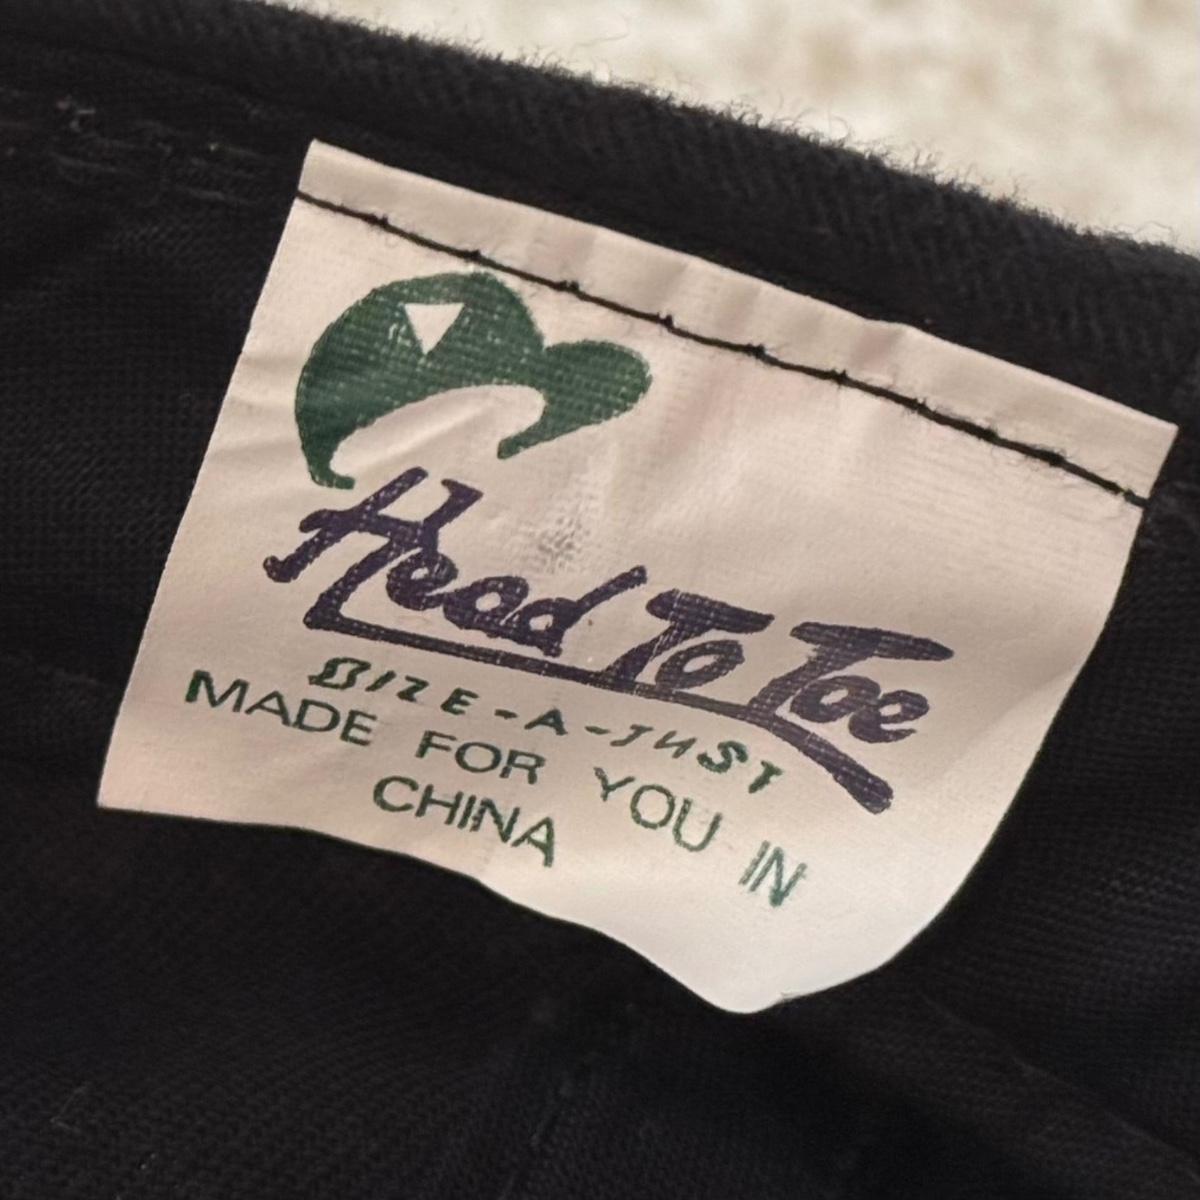 Head To Toe
SIZE-A-JUST
MADE FOR YOU IN
CHINA